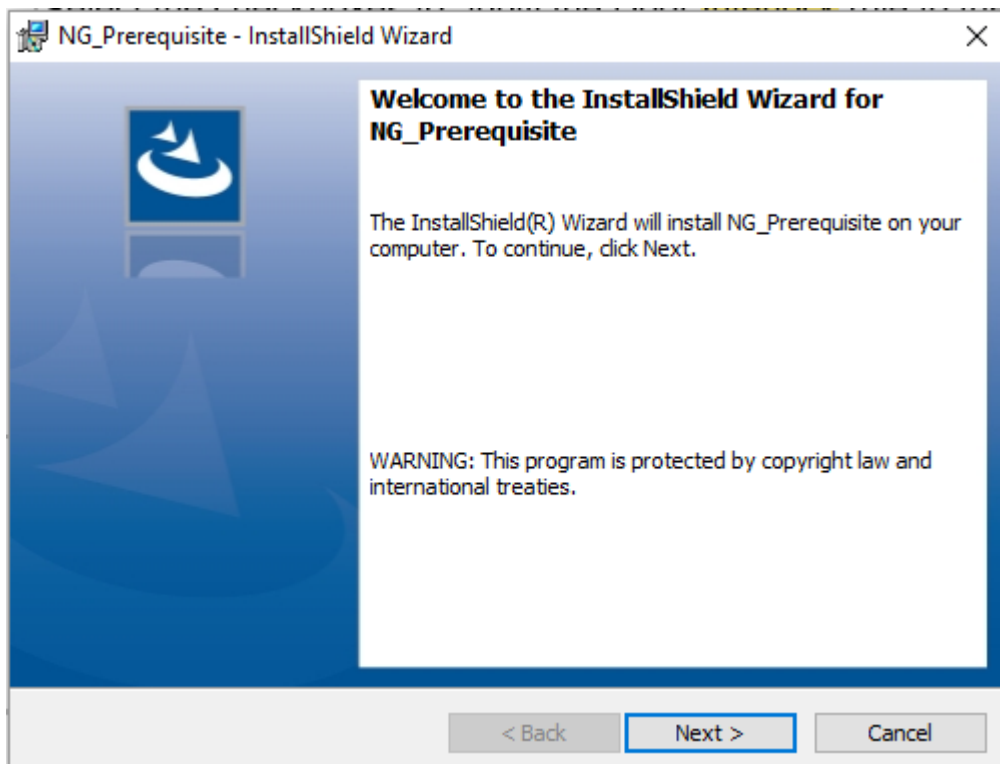 NG_Prerequisite - InstallShield Wizard
Welcome to the InstallShield Wizard for
NG_Prerequisite
The InstallShield(R) Wizard will install NG_Prerequisite on your
computer. To continue, click Next.
WARNING: This program is protected by copyright law and
international treaties.
< Back
Next >
Cancel